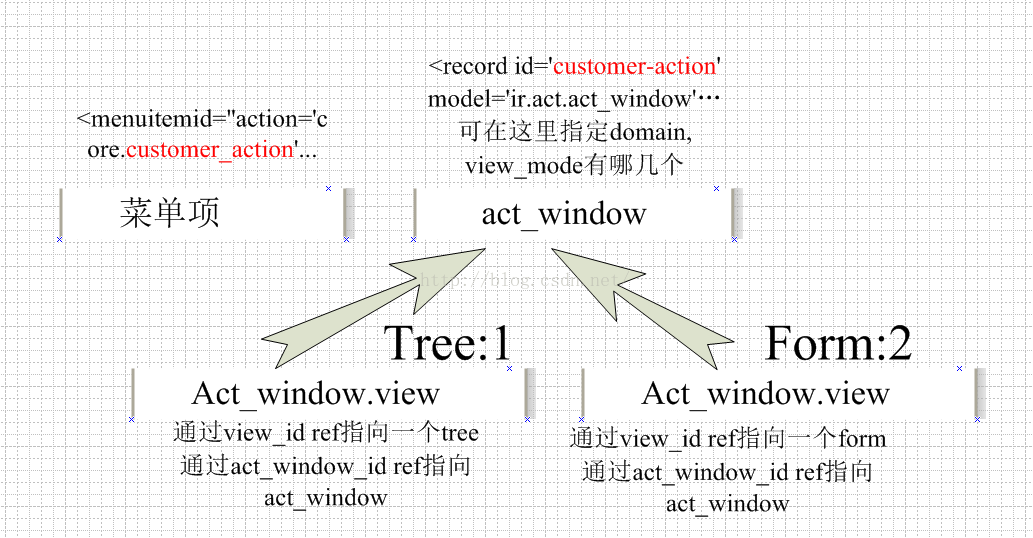 <record id='customer-action'
model='ir.act.act_window'…
可在这里指定domain,
view_mode有哪几个
<menuitemid="action='c
ore.customer_action'...
菜单项
act_window
http://blog.csdn.net/
Tree:1
Form:2
Act_window.view
Act_window.view
通过view_id ref指向一个tree
通过act_window_id ref指向
act_window
通过view_id ref指向一个form
通过act_window_id ref指向
act_window